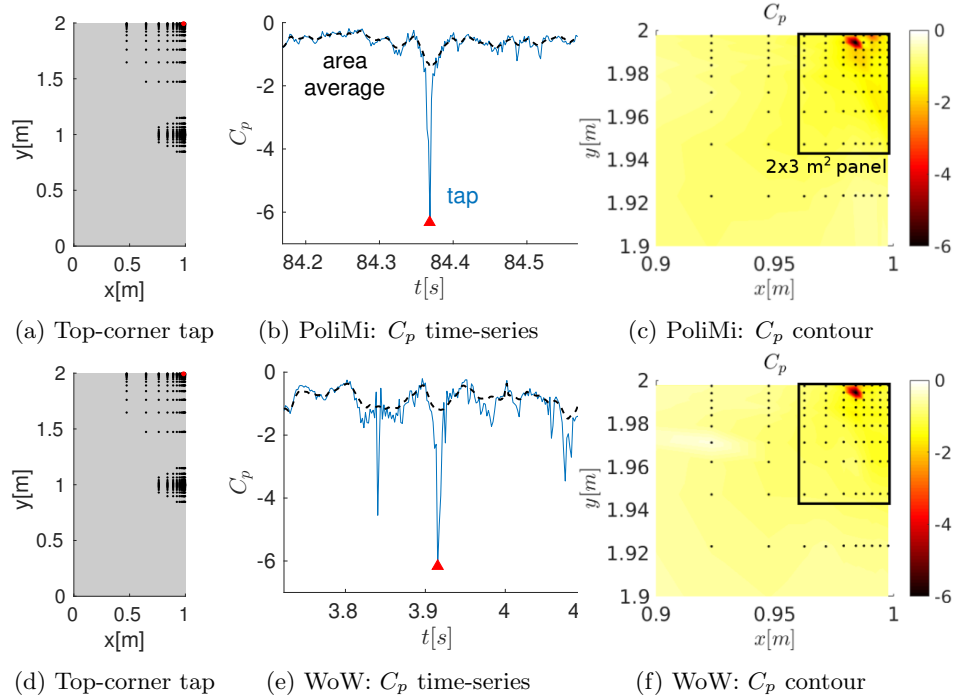 2
1.5
1
0.5
0
0
0.5
1
x[m]
y[m]
(a) Top-corner tap
0
-2
-4
-6
C_p
area
average
tap
84.2
84.3
84.4
84.5
t[s]
(b) PoliMi: C_p time-series
C_p
2
1.98
1.96
1.94
1.92
1.9
0.9
0.95
1
x[m]
y[m]
2x3 m² panel
0
-2
-4
-6
(c) PoliMi: C_p contour
2
1.5
1
0.5
0
0
0.5
1
x[m]
y[m]
(d) Top-corner tap
0
-2
-4
-6
C_p
3.8
3.9
4
4
t[s]
(e) WoW: C_p time-series
C_p
2
1.98
1.96
1.94
1.92
1.9
0.9
0.95
1
x[m]
y[m]
0
-2
-4
-6
(f) WoW: C_p contour